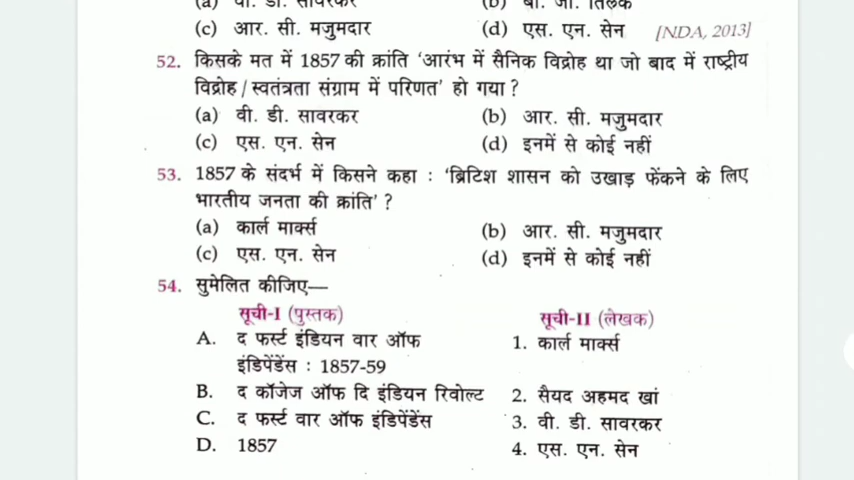 (a) वी. डी. सावरकर (b) बी. जी. तिलक
(c) आर. सी. मजुमदार (d) एस. एन. सेन [NDA, 2013]
52. किसके मत में 1857 की क्रांति ‘आरंभ में सैनिक विद्रोह था जो बाद में राष्ट्रीय
विद्रोह / स्वतंत्रता संग्राम में परिणत’ हो गया ?
(a) वी. डी. सावरकर (b) आर. सी. मजुमदार
(c) एस. एन. सेन (d) इनमें से कोई नहीं
53. 1857 के संदर्भ में किसने कहा : ‘ब्रिटिश शासन को उखाड़ फेंकने के लिए
भारतीय जनता की क्रांति’ ?
(a) कार्ल मार्क्स (b) आर. सी. मजुमदार
(c) एस. एन. सेन (d) इनमें से कोई नहीं
54. सुमेलित कीजिए—
सूची-I (पुस्तक) सूची-II (लेखक)
A. द फर्स्ट इंडियन वार ऑफ 1. कार्ल मार्क्स
इंडिपेंडेंस : 1857-59
B. द कॉजेज ऑफ दि इंडियन रिवोल्ट 2. सैयद अहमद खां
C. द फर्स्ट वार ऑफ इंडिपेंडेंस 3. वी. डी. सावरकर
D. 1857 4. एस. एन. सेन